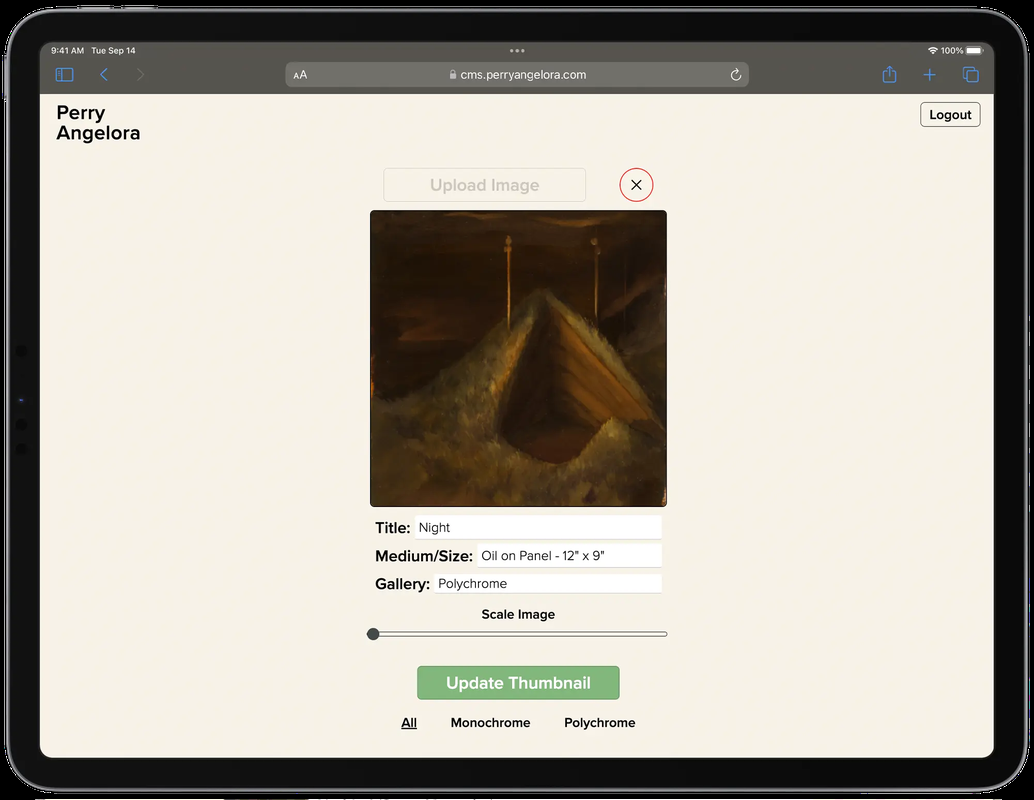 9:41 AM Tue Sep 14
100%
AA
cms.perryangelora.com
Perry
Angelora
Logout
Upload Image
Title: Night
Medium/Size: Oil on Panel - 12" x 9"
Gallery: Polychrome
Scale Image
Update Thumbnail
All Monochrome Polychrome